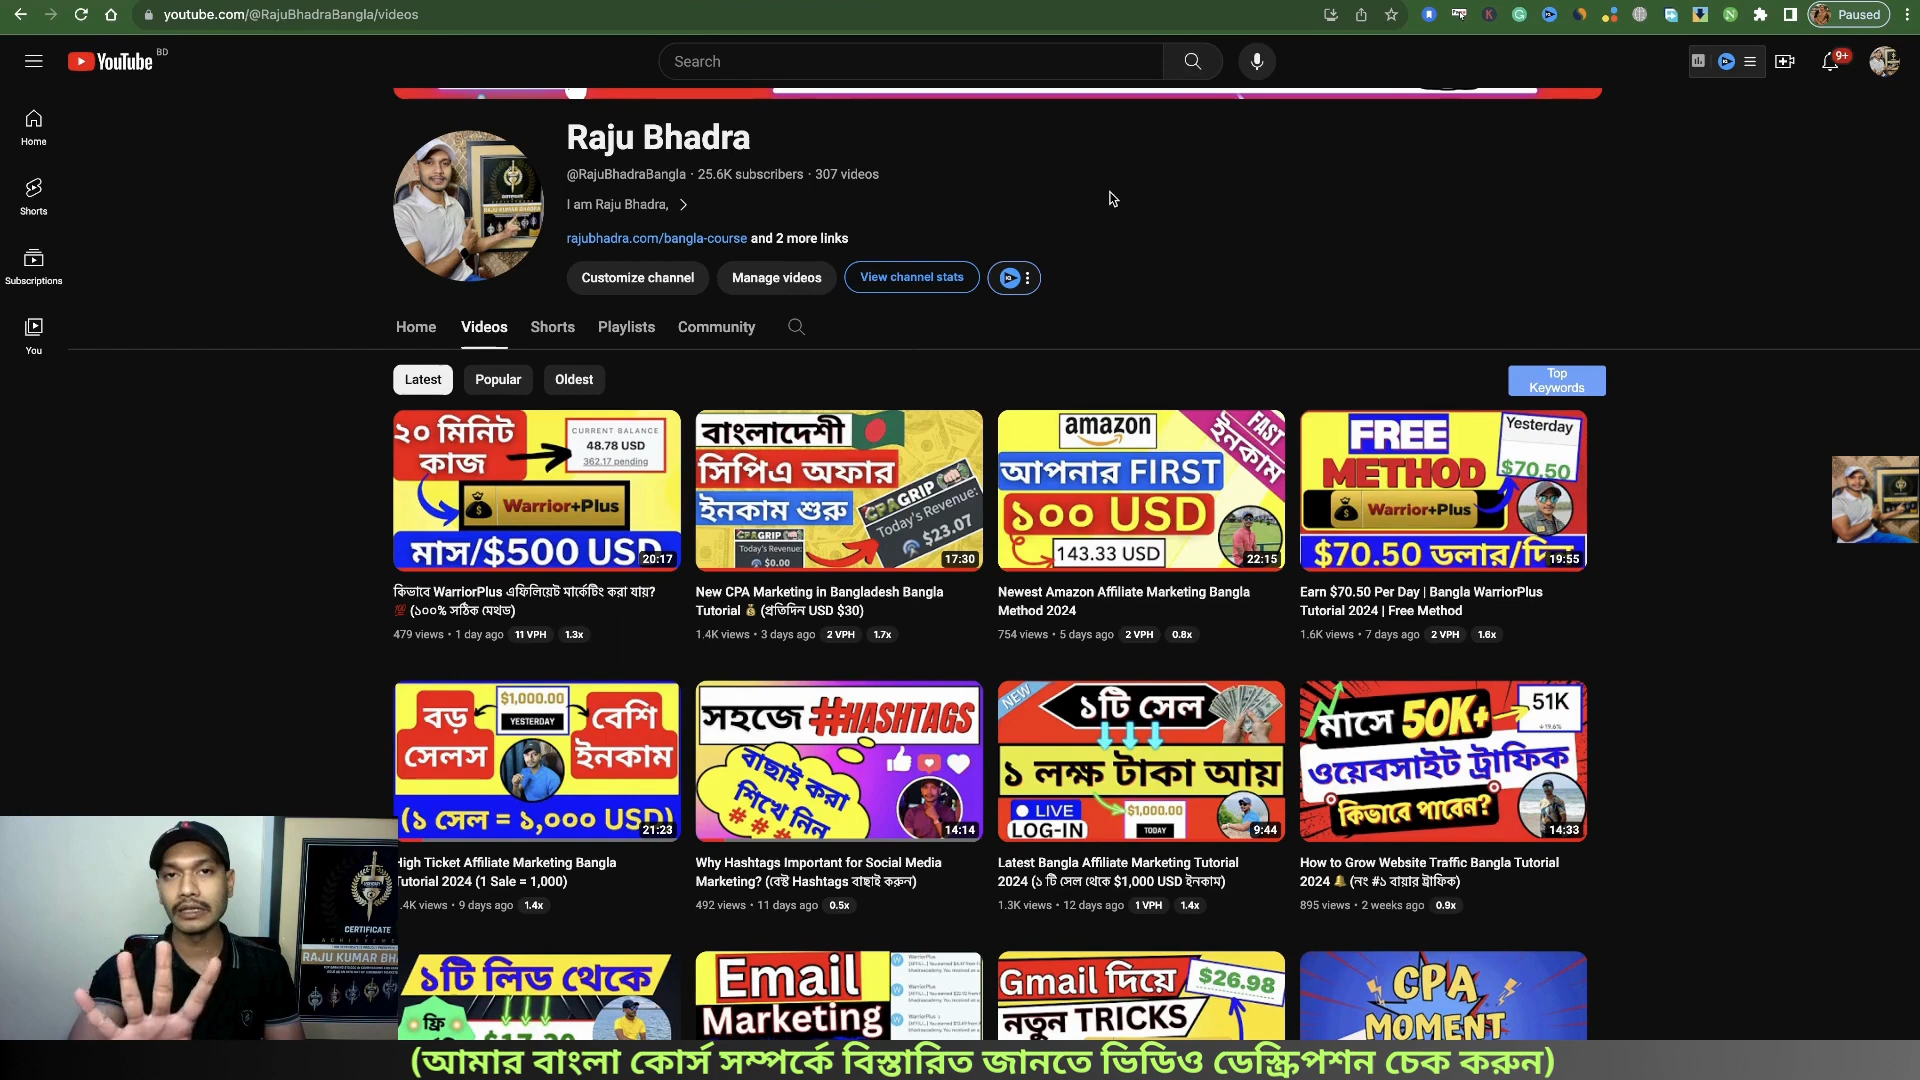 youtube.com/@RajuBhadraBangla/videos
Paused
YouTube BD
Search
9+
Home
Shorts
Subscriptions
You
Raju Bhadra
@RajuBhadraBangla · 25.6K subscribers · 307 videos
I am Raju Bhadra,
rajubhadra.com/bangla-course and 2 more links
Customize channel
Manage videos
View channel stats
Home Videos Shorts Playlists Community
Latest Popular Oldest
Top
Keywords
২০ মিনিট
কাজ
CURRENT BALANCE
48.78 USD
362.17 pending
Warrior+Plus
মাস/$500 USD
20:17
কিভাবে WarriorPlus এফিলিয়েট মার্কেটিং করা যায়?
💯 (১০০% সঠিক মেথড)
479 views • 1 day ago 11 VPH 1.3x
বাংলাদেশী
সিপিএ অফার
ইনকাম শুরু
CPAGRIP
Today's Revenue:
$23.07
CPAGRIP
Today's Revenue:
$0.00
17:30
New CPA Marketing in Bangladesh Bangla
Tutorial 💰 (প্রতিদিন USD $30)
1.4K views • 3 days ago 2 VPH 1.7x
amazon
FAST
ইনকাম
আপনার FIRST
১০০ USD
143.33 USD
22:15
Newest Amazon Affiliate Marketing Bangla
Method 2024
754 views • 5 days ago 2 VPH 0.8x
FREE
METHOD
Yesterday
$70.50
Warrior+Plus
$70.50 ডলার/দিন
19:55
Earn $70.50 Per Day | Bangla WarriorPlus
Tutorial 2024 | Free Method
1.6K views • 7 days ago 2 VPH 1.6x
বড়
সেলস
$1,000.00
YESTERDAY
বেশি
ইনকাম
(১ সেল = ১,০০০ USD)
21:23
High Ticket Affiliate Marketing Bangla
Tutorial 2024 (1 Sale = 1,000)
.4K views • 9 days ago 1.4x
সহজে #HASHTAGS
বাছাই করা
শিখে নিন
# # #
14:14
Why Hashtags Important for Social Media
Marketing? (বেস্ট Hashtags বাছাই করুন)
492 views • 11 days ago 0.5x
NEW
১টি সেল
১ লক্ষ টাকা আয়
LIVE
LOG-IN
$1,000.00
TODAY
9:44
Latest Bangla Affiliate Marketing Tutorial
2024 (১ টি সেল থেকে $1,000 USD ইনকাম)
1.3K views • 12 days ago 1 VPH 1.4x
মাসে 50K+
51K
ওয়েবসাইট ট্রাফিক
কিভাবে পাবেন?
14:33
How to Grow Website Traffic Bangla Tutorial
2024 🔔 (নং #১ বায়ার ট্রাফিক)
895 views • 2 weeks ago 0.9x
CERTIFICATE
RAJU KUMAR BH
১টি লিড থেকে
ফ্রি
$17.30
Email
Marketing
Gmail দিয়ে
$26.98
নতুন TRICKS
CPA
MOMENT
(আমার বাংলা কোর্স সম্পর্কে বিস্তারিত জানতে ভিডিও ডেস্ক্রিপশন চেক করুন)